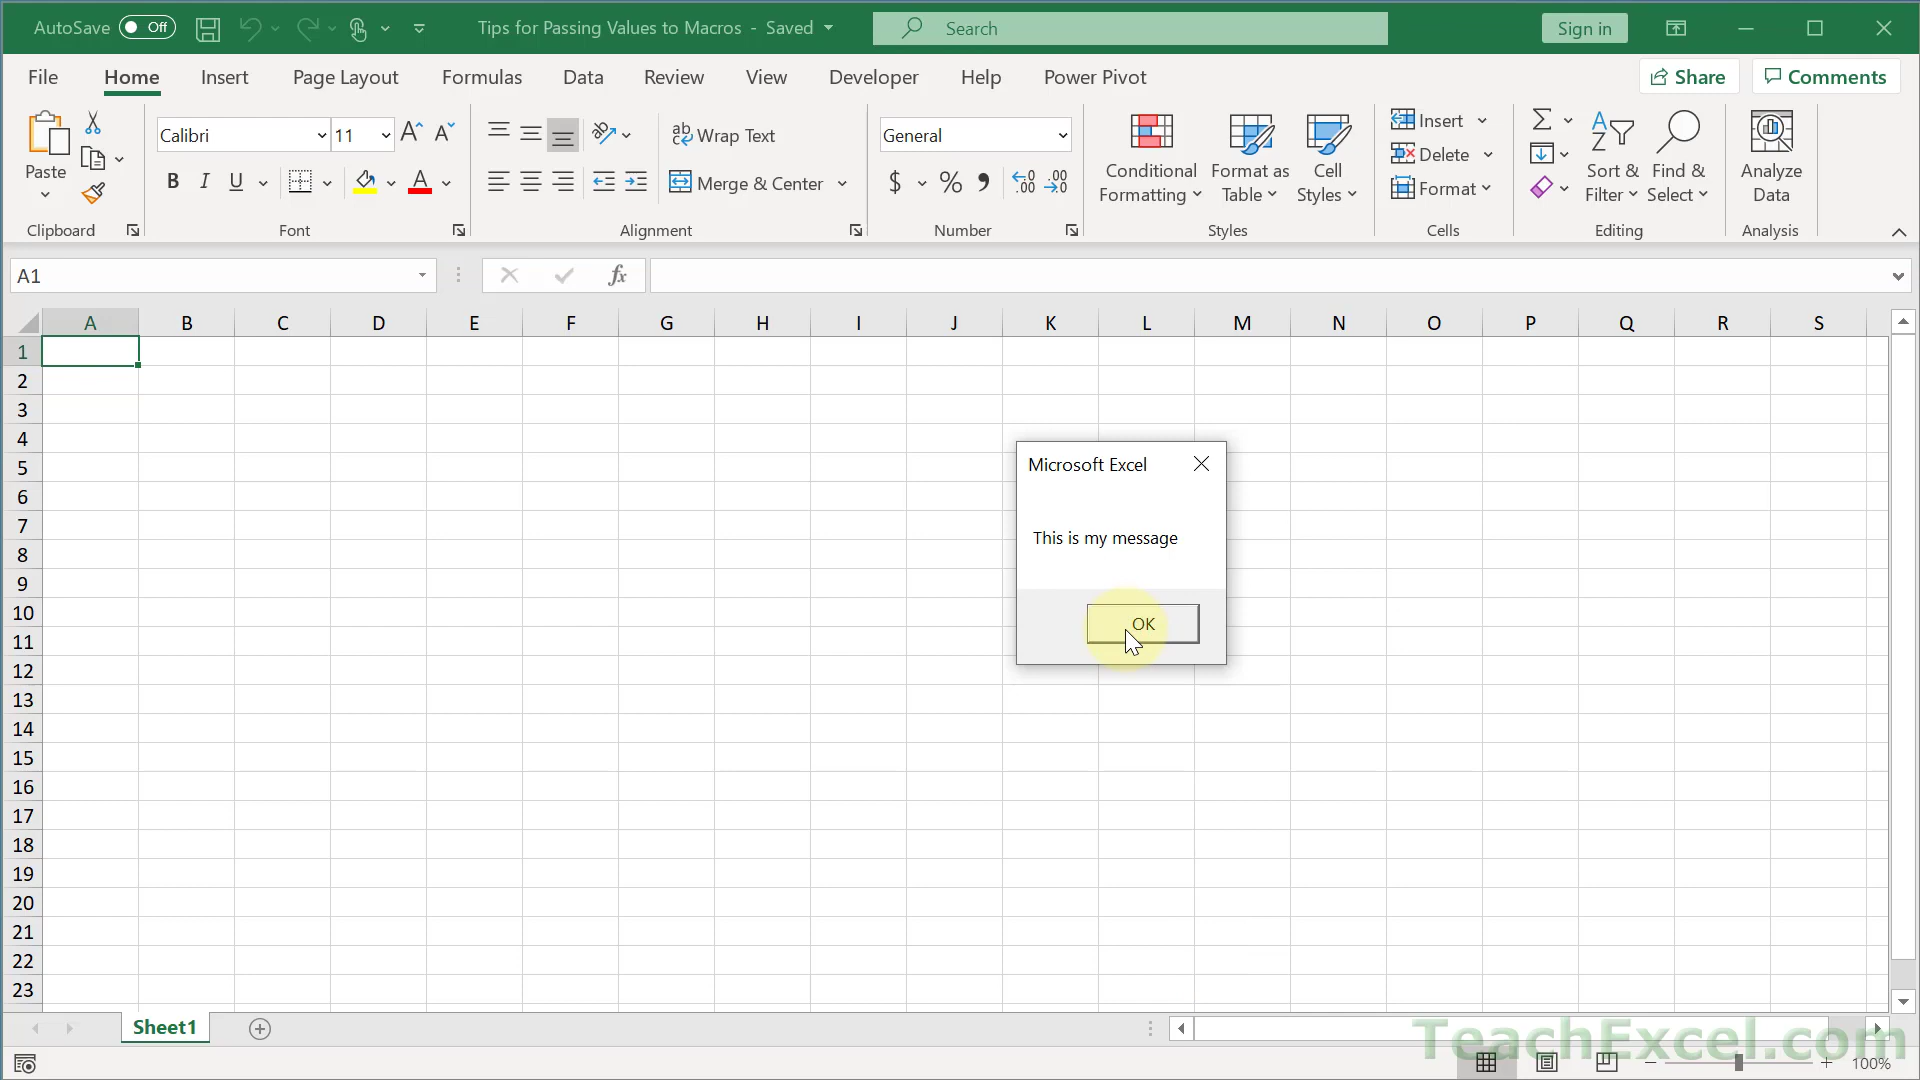 AutoSave Off Tips for Passing Values to Macros - Saved Search Sign in
File Home Insert Page Layout Formulas Data Review View Developer Help Power Pivot Share Comments
Calibri 11 Wrap Text General Insert
Paste Conditional Formatting Format as Table Cell Styles Delete Sort & Filter Find & Select Analyze Data
B I U Merge & Center $ % Format
Clipboard Font Alignment Number Styles Cells Editing Analysis
A1 fx
A B C D E F G H I J K L M N O P Q R S
1
2
3
4
5
6
7
8
9
10
11
12
13
14
15
16
17
18
19
20
21
22
23
Microsoft Excel
This is my message
OK
Sheet1
TeachExcel.com
100%